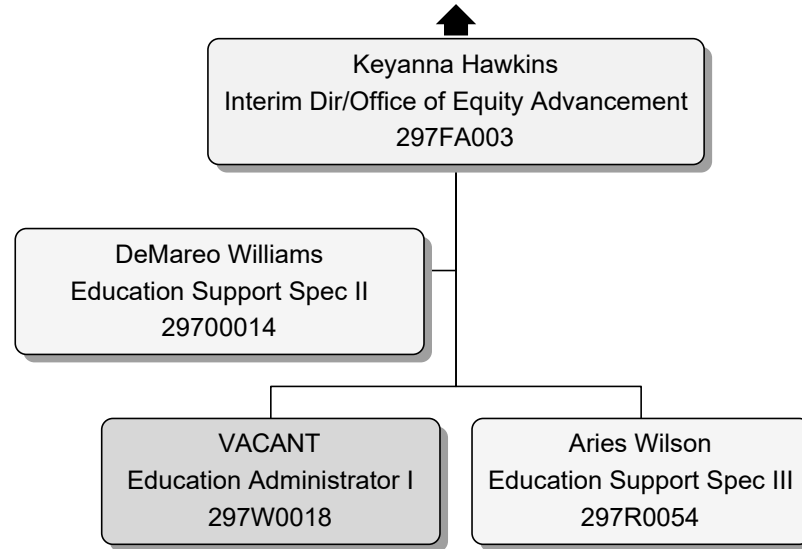 Keyanna Hawkins
Interim Dir/Office of Equity Advancement
297FA003
DeMareo Williams
Education Support Spec II
29700014
VACANT
Education Administrator I
297W0018
Aries Wilson
Education Support Spec III
297R0054